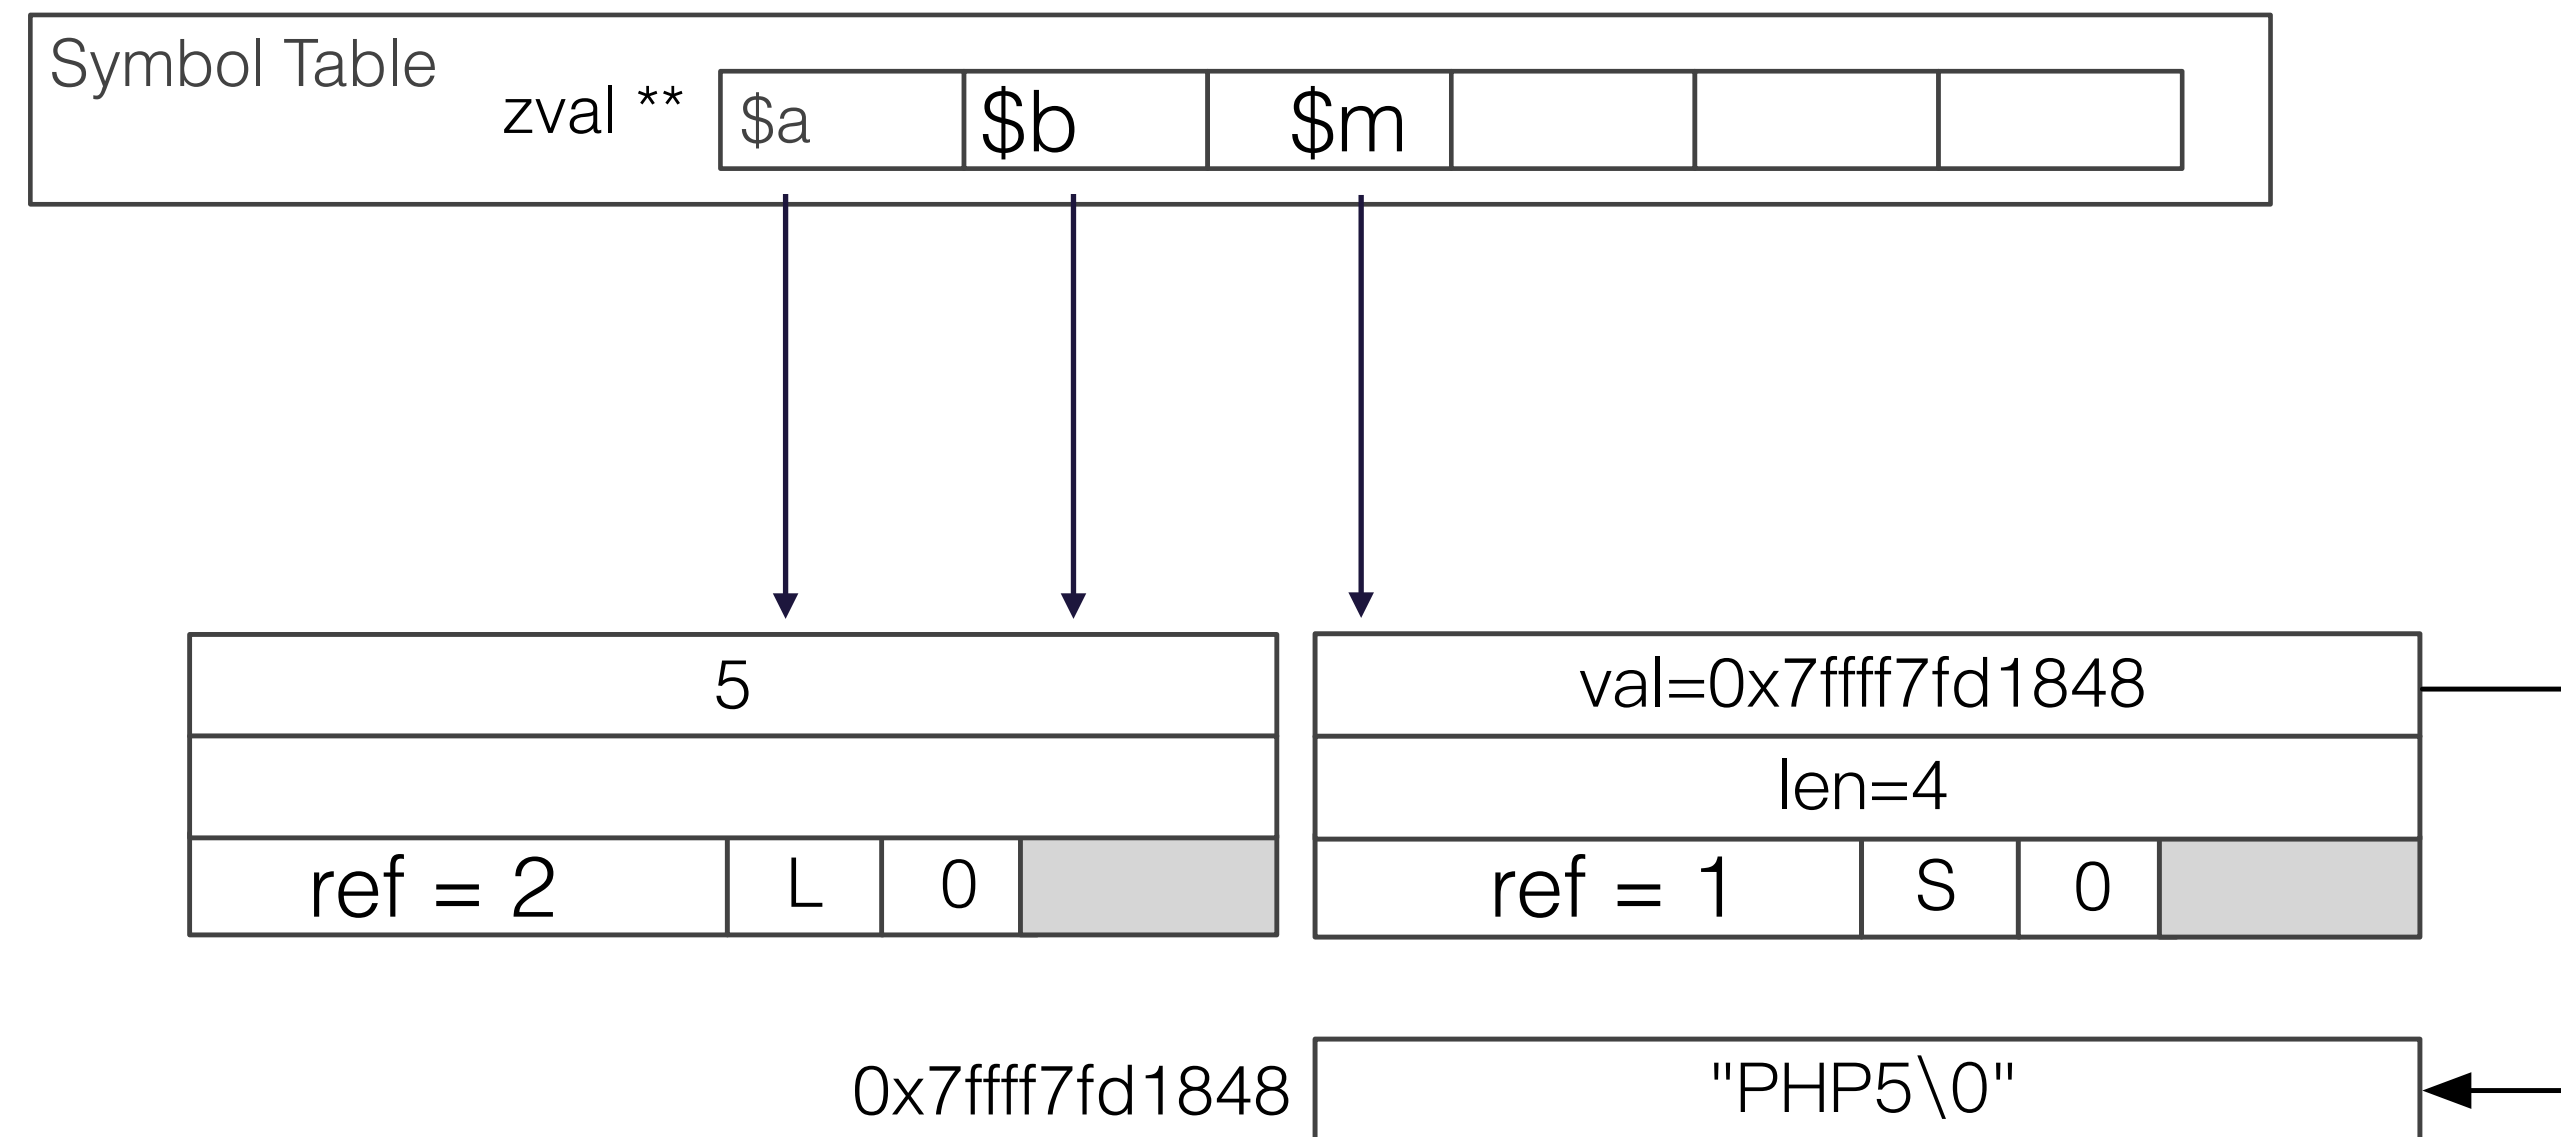 Symbol Table
zval **
$a
$b
$m
5
ref = 2
L
0
val=0x7ffff7fd1848
len=4
ref = 1
S
0
0x7ffff7fd1848
"PHP5\0"